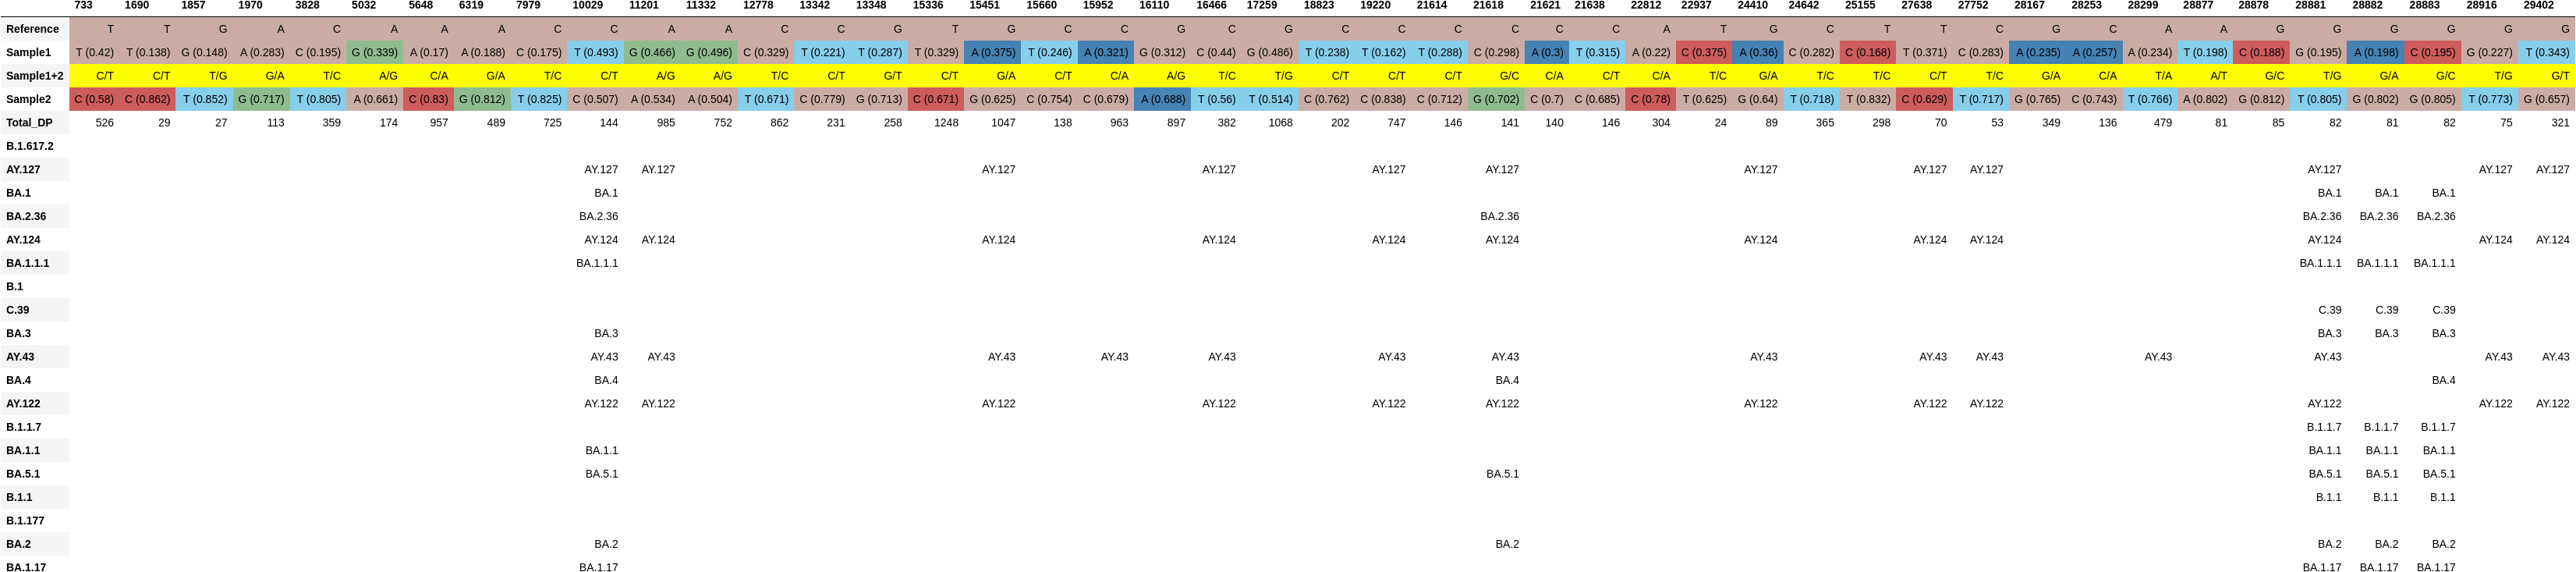 733 1690 1857 1970 3828 5032 5648 6319 7979 10029 11201 11332 12778 13342 13348 15336 15451 15660 15952 16110 16466 17259 18823 19220 21614 21618 21621 21638 22812 22937 24410 24642 25155 27638 27752 28167 28253 28299 28877 28878 28881 28882 28883 28916 29402
Reference T T G A C A A A C C A A C C G T G C C G C G C C C C C C A T G C T T C G C A A G G G G G G
Sample1 T (0.42) T (0.138) G (0.148) A (0.283) C (0.195) G (0.339) A (0.17) A (0.188) C (0.175) T (0.493) G (0.466) G (0.496) C (0.329) T (0.221) T (0.287) T (0.329) A (0.375) T (0.246) A (0.321) G (0.312) C (0.44) G (0.486) T (0.238) T (0.162) T (0.288) C (0.298) A (0.3) T (0.315) A (0.22) C (0.375) A (0.36) C (0.282) C (0.168) T (0.371) C (0.283) A (0.235) A (0.257) A (0.234) T (0.198) C (0.188) G (0.195) A (0.198) C (0.195) G (0.227) T (0.343)
Sample1+2 C/T C/T T/G G/A T/C A/G C/A G/A T/C C/T A/G A/G T/C C/T G/T C/T G/A C/T C/A A/G T/C T/G C/T C/T C/T G/C C/A C/T C/A T/C G/A T/C T/C C/T T/C G/A C/A T/A A/T G/C T/G G/A G/C T/G G/T
Sample2 C (0.58) C (0.862) T (0.852) G (0.717) T (0.805) A (0.661) C (0.83) G (0.812) T (0.825) C (0.507) A (0.534) A (0.504) T (0.671) C (0.779) G (0.713) C (0.671) G (0.625) C (0.754) C (0.679) A (0.688) T (0.56) T (0.514) C (0.762) C (0.838) C (0.712) G (0.702) C (0.7) C (0.685) C (0.78) T (0.625) G (0.64) T (0.718) T (0.832) C (0.629) T (0.717) G (0.765) C (0.743) T (0.766) A (0.802) G (0.812) T (0.805) G (0.802) G (0.805) T (0.773) G (0.657)
Total_DP 526 29 27 113 359 174 957 489 725 144 985 752 862 231 258 1248 1047 138 963 897 382 1068 202 747 146 141 140 146 304 24 89 365 298 70 53 349 136 479 81 85 82 81 82 75 321
B.1.617.2
AY.127 AY.127 AY.127 AY.127 AY.127 AY.127 AY.127 AY.127 AY.127 AY.127 AY.127 AY.127 AY.127
BA.1 BA.1 BA.1 BA.1 BA.1
BA.2.36 BA.2.36 BA.2.36 BA.2.36 BA.2.36 BA.2.36
AY.124 AY.124 AY.124 AY.124 AY.124 AY.124 AY.124 AY.124 AY.124 AY.124 AY.124 AY.124 AY.124
BA.1.1.1 BA.1.1.1 BA.1.1.1 BA.1.1.1 BA.1.1.1
B.1
C.39 C.39 C.39 C.39
BA.3 BA.3 BA.3 BA.3 BA.3
AY.43 AY.43 AY.43 AY.43 AY.43 AY.43 AY.43 AY.43 AY.43 AY.43 AY.43 AY.43 AY.43 AY.43 AY.43
BA.4 BA.4 BA.4 BA.4
AY.122 AY.122 AY.122 AY.122 AY.122 AY.122 AY.122 AY.122 AY.122 AY.122 AY.122 AY.122 AY.122
B.1.1.7 B.1.1.7 B.1.1.7 B.1.1.7
BA.1.1 BA.1.1 BA.1.1 BA.1.1 BA.1.1
BA.5.1 BA.5.1 BA.5.1 BA.5.1 BA.5.1 BA.5.1
B.1.1 B.1.1 B.1.1 B.1.1
B.1.177
BA.2 BA.2 BA.2 BA.2 BA.2 BA.2
BA.1.17 BA.1.17 BA.1.17 BA.1.17 BA.1.17